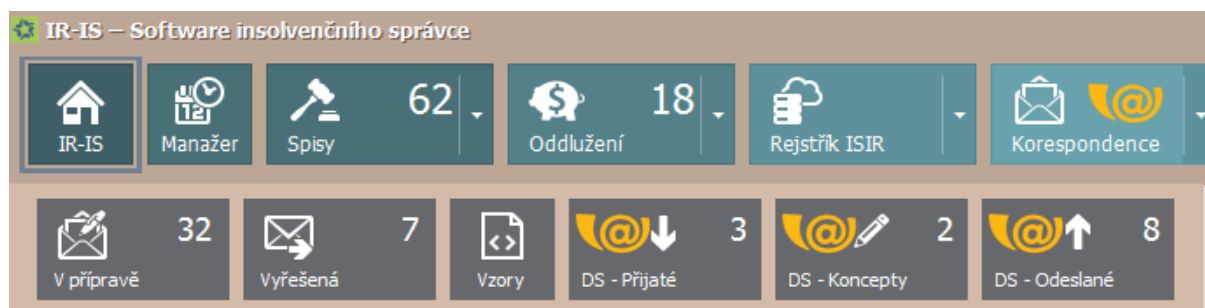 IR-IS – Software insolvenčního správce
12
62
18
IR-IS
Manažer
Spisy
Oddlužení
Rejstřík ISIR
Korespondence
32
7
3
2
8
V přípravě
Vyřešená
Vzory
DS - Přijaté
DS - Koncepty
DS - Odeslané